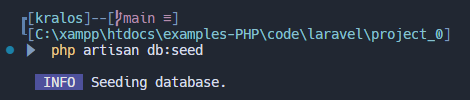 [kralos]--[main ≡]
[C:\xampp\htdocs\examples-PHP\code\laravel\project_0]
php artisan db:seed
INFO Seeding database.